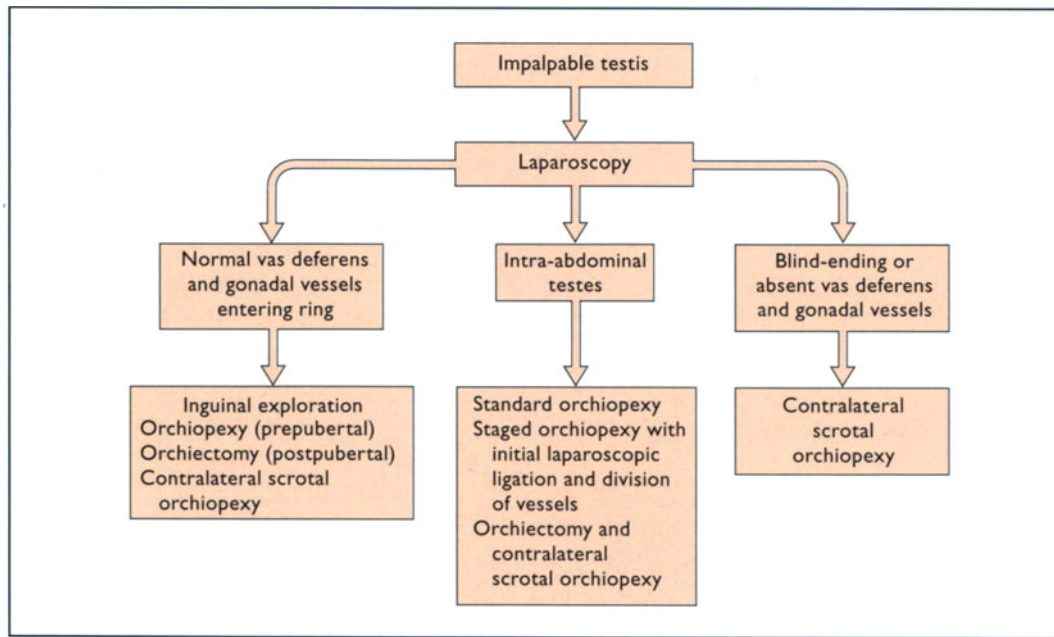 Impalpable testis
Laparoscopy
Normal vas deferens
and gonadal vessels
entering ring
Intra-abdominal
testes
Blind-ending or
absent vas deferens
and gonadal vessels
Inguinal exploration
Orchiopexy (prepubertal)
Orchiectomy (postpubertal)
Contralateral scrotal
orchiopexy
Standard orchiopexy
Staged orchiopexy with
initial laparoscopic
ligation and division
of vessels
Orchiectomy and
contralateral
scrotal orchiopexy
Contralateral
scrotal
orchiopexy